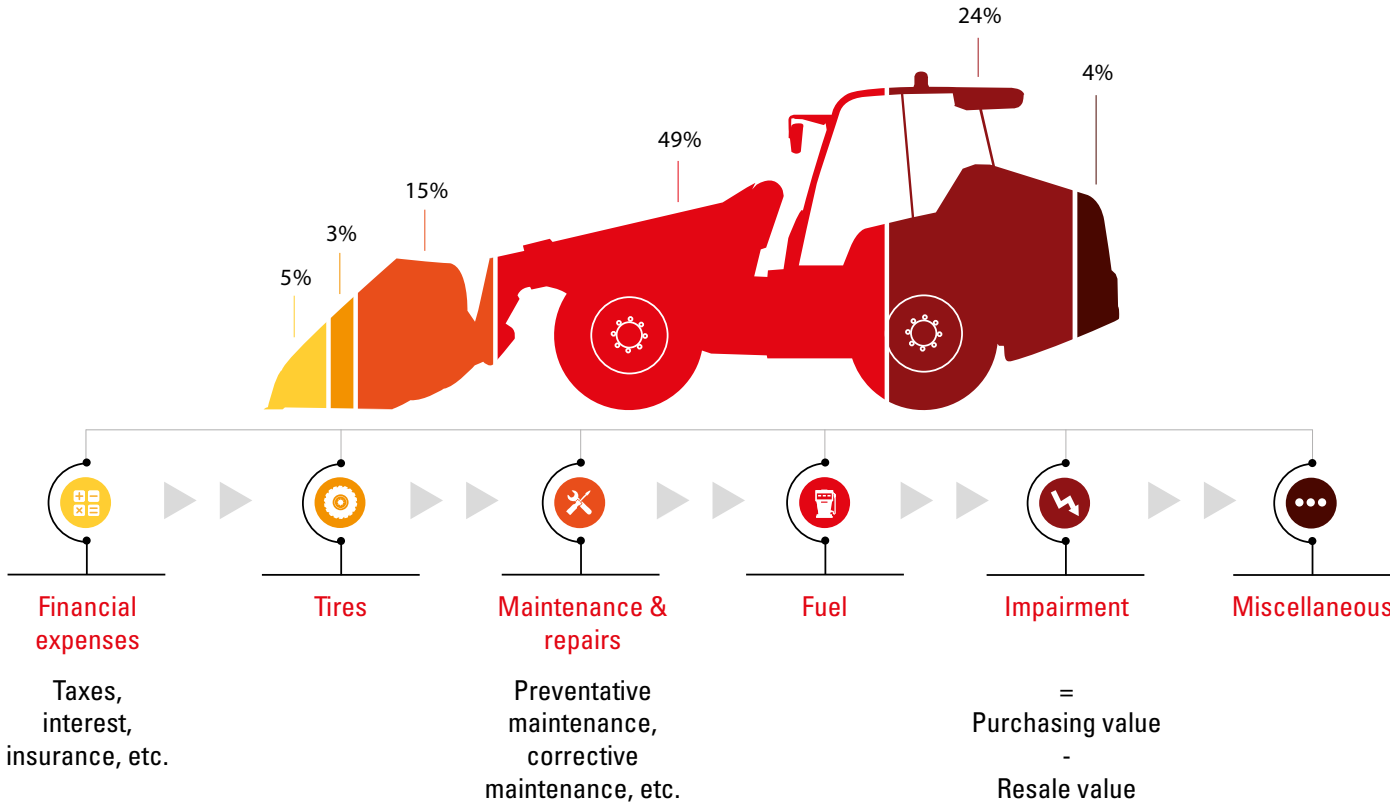 24%
4%
49%
15%
3%
5%
Financial
expenses
Taxes,
interest,
insurance, etc.
Tires
Maintenance &
repairs
Preventative
maintenance,
corrective
maintenance, etc.
Fuel
Impairment
=
Purchasing value
-
Resale value
Miscellaneous